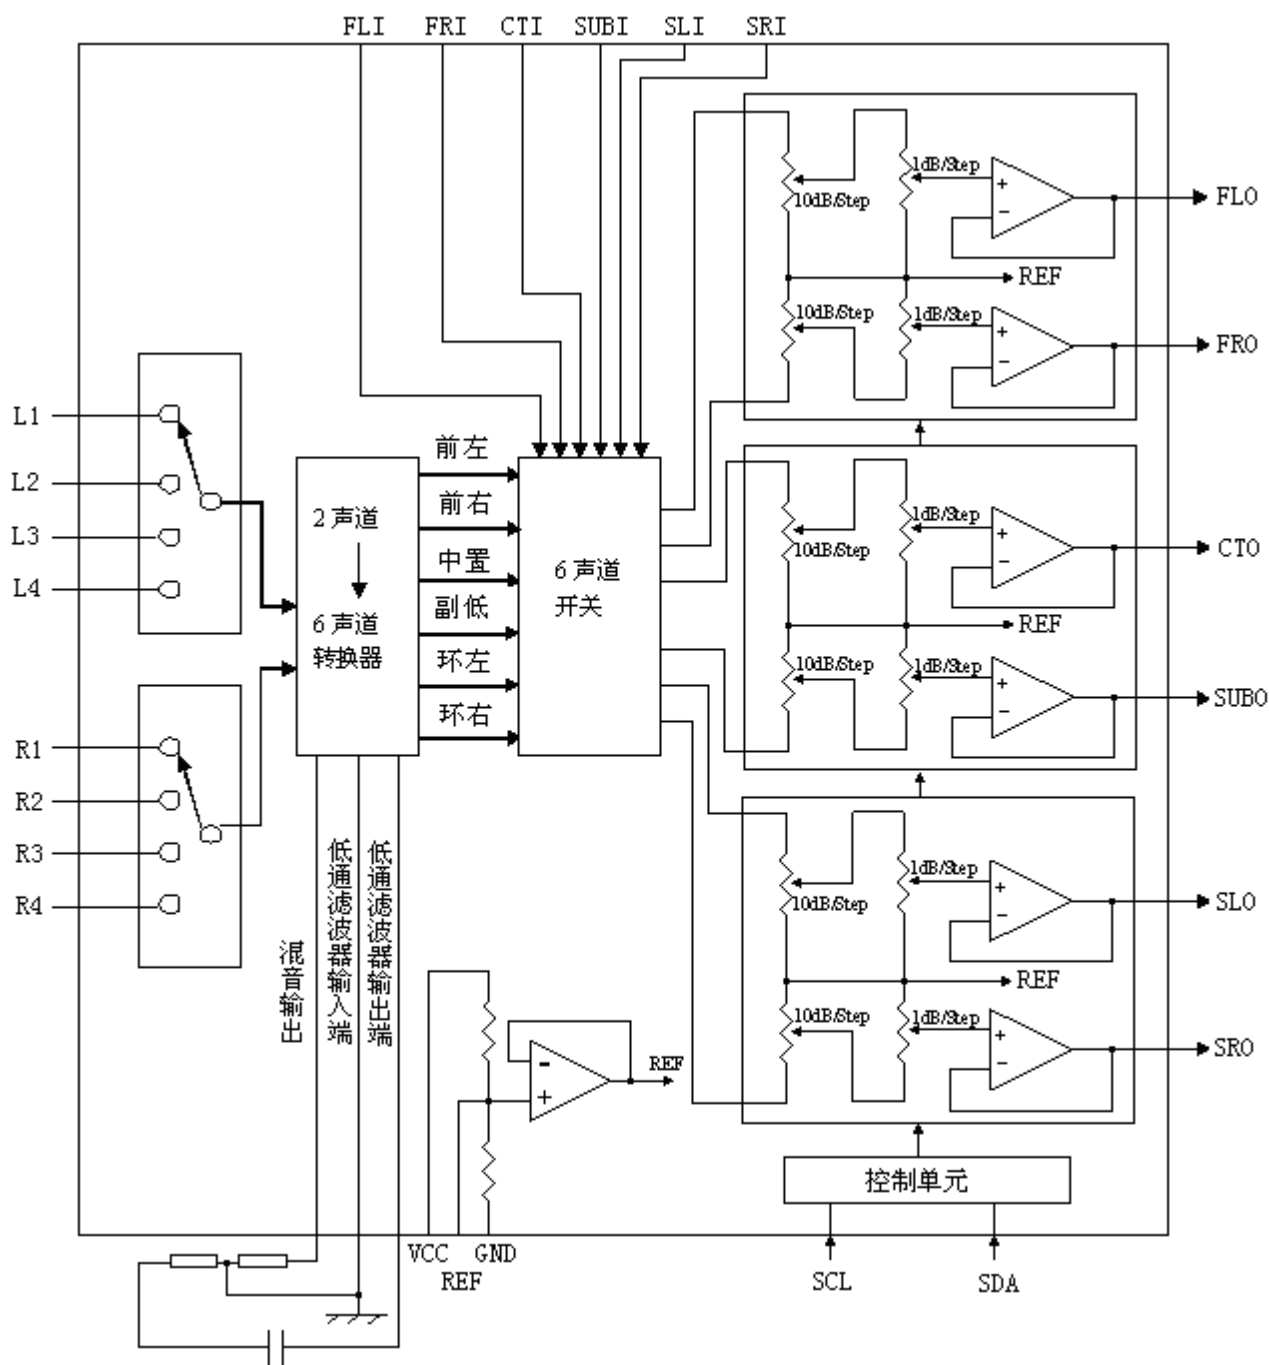 FLI FRI CTI SUBI SLI SRI
1dB/Step
10dB/Step
FLO
REF
10dB/Step
1dB/Step
FRO
L1
L2
L3
L4
2声道
6声道
转换器
前左
前右
中置
副低
环左
环右
6声道
开关
1dB/Step
10dB/Step
CTO
REF
10dB/Step
1dB/Step
SUBO
R1
R2
R3
R4
混音输出
低通滤波器输入端
低通滤波器输出端
1dB/Step
10dB/Step
SLO
REF
10dB/Step
1dB/Step
SRO
REF
控制单元
VCC GND
REF
SCL SDA